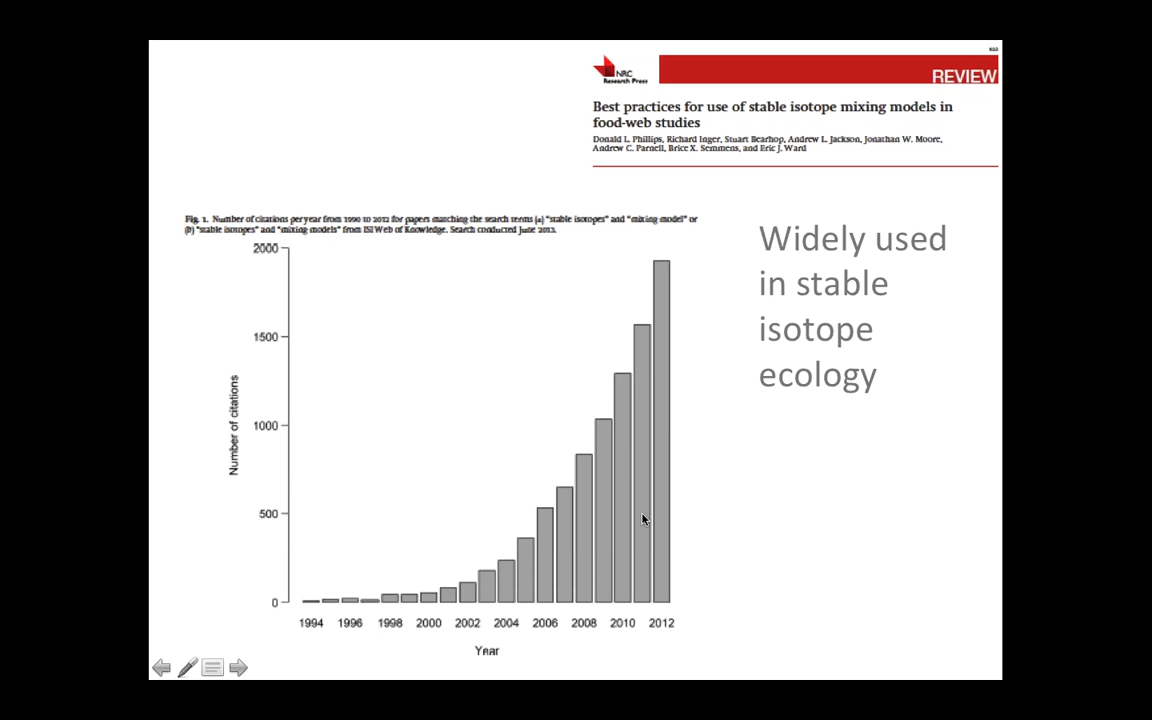 823
NRC
Research Press
REVIEW
Best practices for use of stable isotope mixing models in
food-web studies
Donald L. Phillips, Richard Inger, Stuart Bearhop, Andrew L. Jackson, Jonathan W. Moore,
Andrew C. Parnell, Brice X. Semmens, and Eric J. Ward
Fig. 1. Number of citations per year from 1990 to 2012 for papers matching the search terms (a) "stable isotopes" and "mixing-model" or
(b) "stable isotopes" and "mixing-models" from ISI Web of Knowledge. Search conducted June 2013.
Widely used
in stable
isotope
ecology
2000
1500
1000
500
0
Number of citations
1994 1996 1998 2000 2002 2004 2006 2008 2010 2012
Year